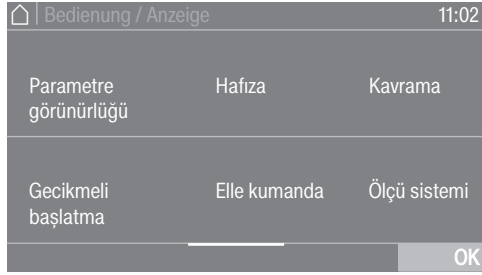 Bedienung / Anzeige 11:02
Parametre görünürlüğü
Hafıza
Kavrama
Gecikmeli başlatma
Elle kumanda
Ölçü sistemi
OK